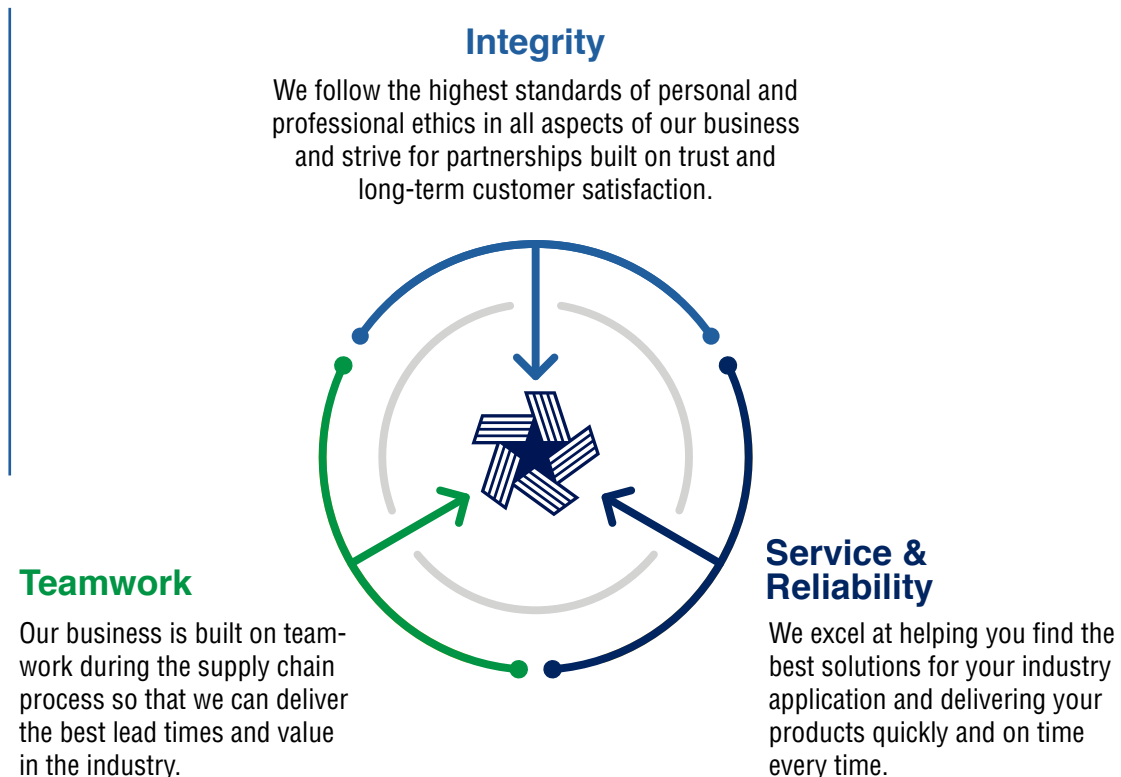 Integrity
We follow the highest standards of personal and
professional ethics in all aspects of our business
and strive for partnerships built on trust and
long-term customer satisfaction.
Teamwork
Our business is built on team-
work during the supply chain
process so that we can deliver
the best lead times and value
in the industry.
Service &
Reliability
We excel at helping you find the
best solutions for your industry
application and delivering your
products quickly and on time
every time.